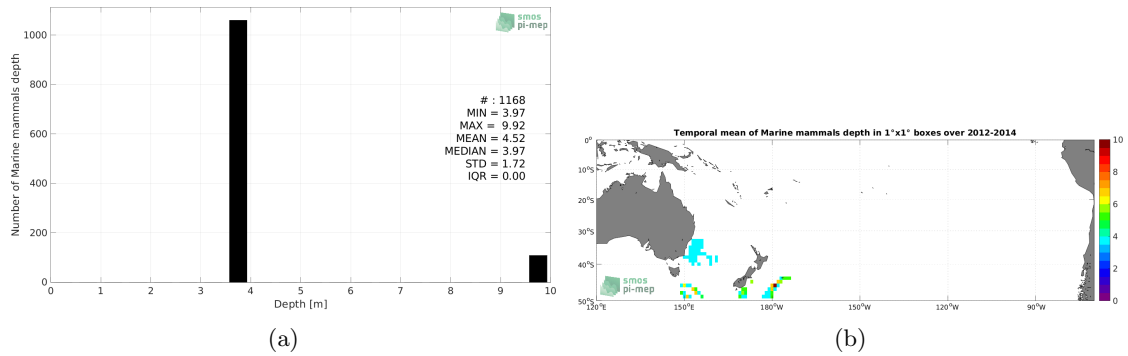 1000
800
600
400
200
0
Number of Marine mammals depth
smos
pi-mep
# : 1168
MIN = 3.97
MAX = 9.92
MEAN = 4.52
MEDIAN = 3.97
STD = 1.72
IQR = 0.00
0 1 2 3 4 5 6 7 8 9 10
Depth [m]
(a)
Temporal mean of Marine mammals depth in 1°x1° boxes over 2012-2014
0°
10°S
20°S
30°S
40°S
50°S
smos
pi-mep
120°E 150°E 180°W 150°W 120°W 90°W
10
8
6
4
2
0
(b)